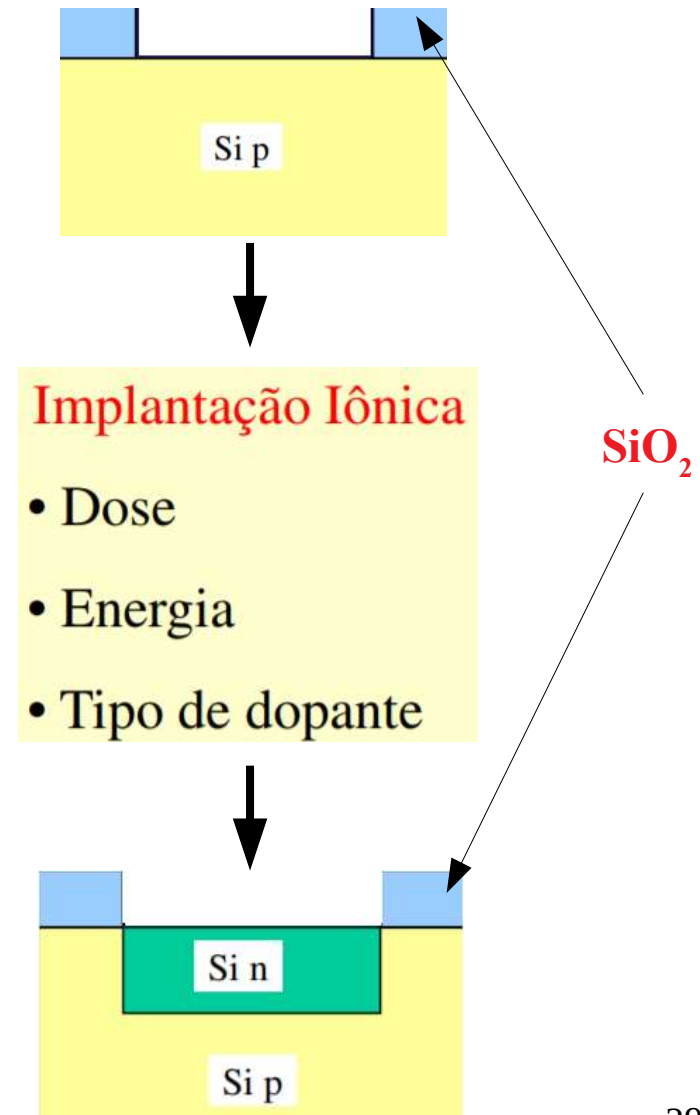 Si p
Implantação Iônica
• Dose
• Energia
• Tipo de dopante
SiO₂
Si n
Si p